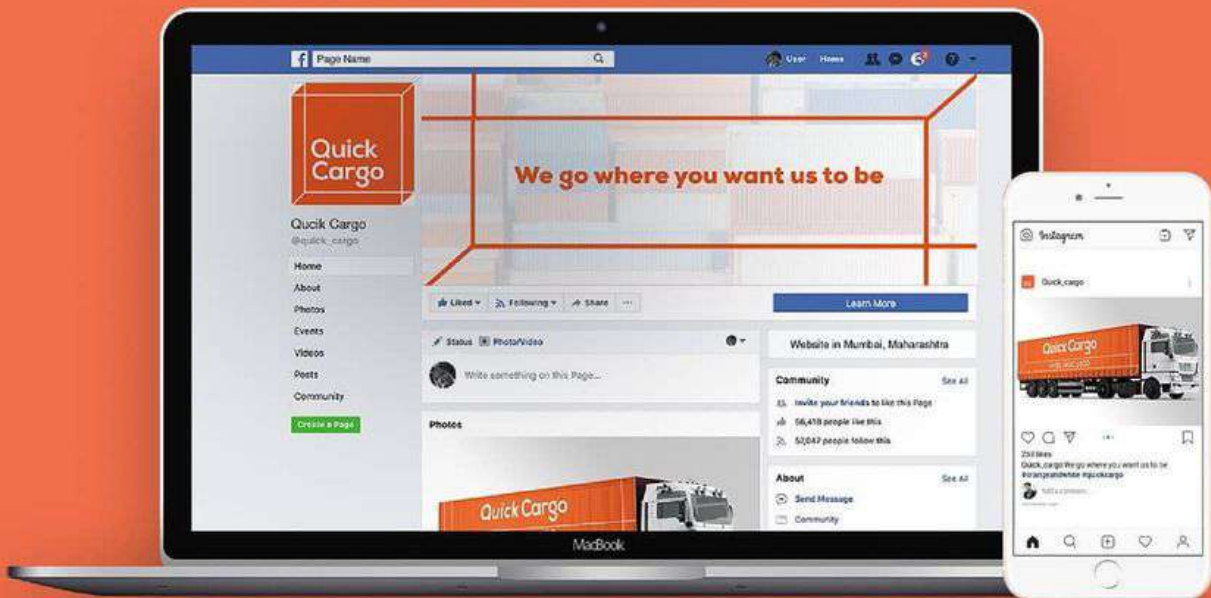 Page Name
User Home
Quick
Cargo
We go where you want us to be
Qucik Cargo
@quick_cargo
Home
About
Photos
Events
Videos
Posts
Community
Create a Page
Liked
Following
Share
Learn More
Status Photo/Video
Write something on this Page...
Photos
Quick Cargo
Website in Mumbai, Maharashtra
Community See All
Invite your friends to like this Page
56,418 people like this
57,047 people follow this
About See All
Send Message
Community
MacBook
Instagram
Quick_cargo
Quick Cargo
253 likes
Quick_cargo We go where you want us to be
#orangeandwhite #quickcargo